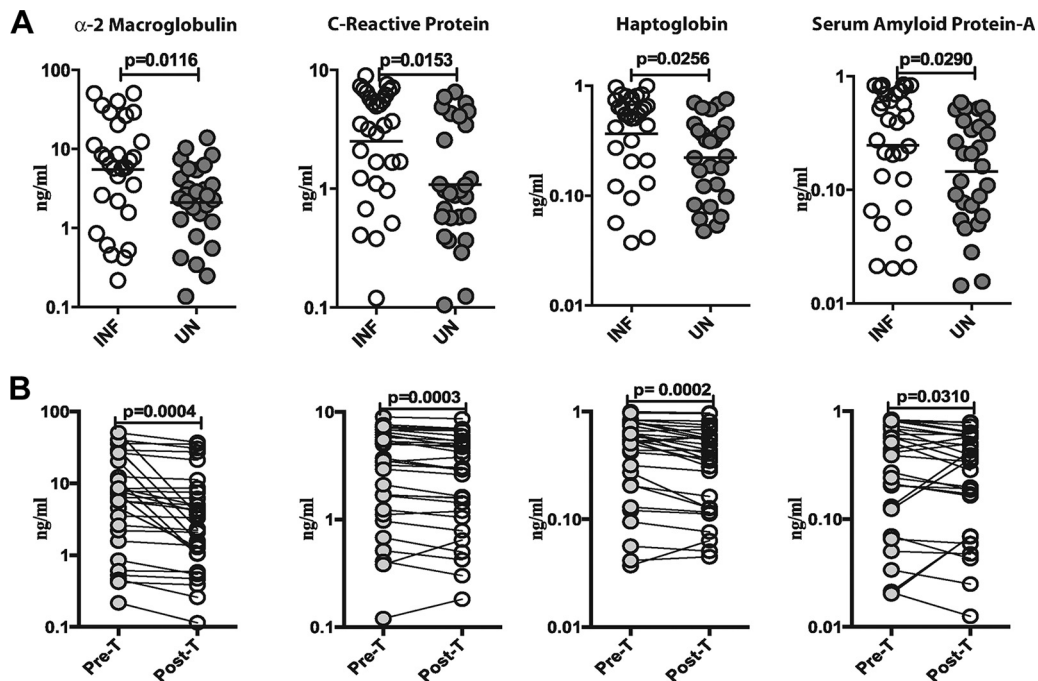 A
α-2 Macroglobulin
C-Reactive Protein
Haptoglobin
Serum Amyloid Protein-A
p=0.0116
p=0.0153
p=0.0256
p=0.0290
ng/ml
100
10
1
0.1
INF
UN
ng/ml
10
1
0.1
INF
UN
ng/ml
1
0.10
0.01
INF
UN
ng/ml
1
0.10
0.01
INF
UN
B
p=0.0004
p=0.0003
p= 0.0002
p=0.0310
ng/ml
100
10
1
0.1
Pre-T
Post-T
ng/ml
10
1
0.1
Pre-T
Post-T
ng/ml
1
0.10
0.01
Pre-T
Post-T
ng/ml
1
0.10
0.01
Pre-T
Post-T